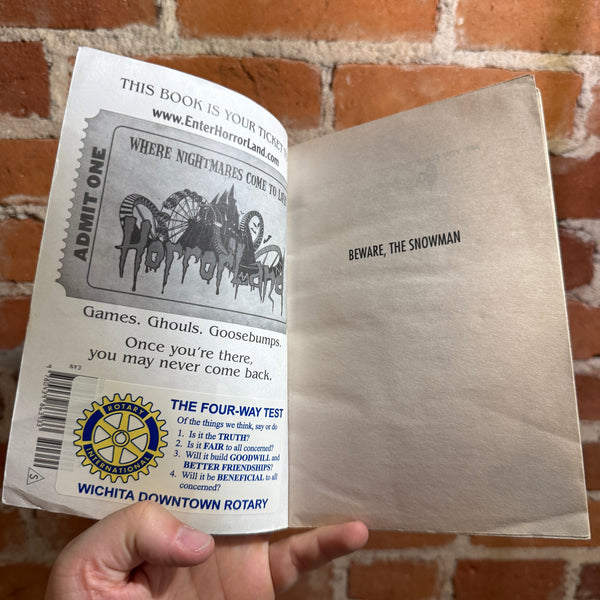 THIS BOOK IS YOUR TICKET
www.EnterHorrorLand.com
ADMIT ONE
WHERE NIGHTMARES COME TO
HorrorLand
Games. Ghouls. Goosebumps.
Once you're there,
you may never come back.
EAN
S
ROTARY
INTERNATIONAL
THE FOUR-WAY TEST
Of the things we think, say or do
1. Is it the TRUTH?
2. Is it FAIR to all concerned?
3. Will it build GOODWILL and
BETTER FRIENDSHIPS?
4. Will it be BENEFICIAL to all
concerned?
WICHITA DOWNTOWN ROTARY
BEWARE, THE SNOWMAN